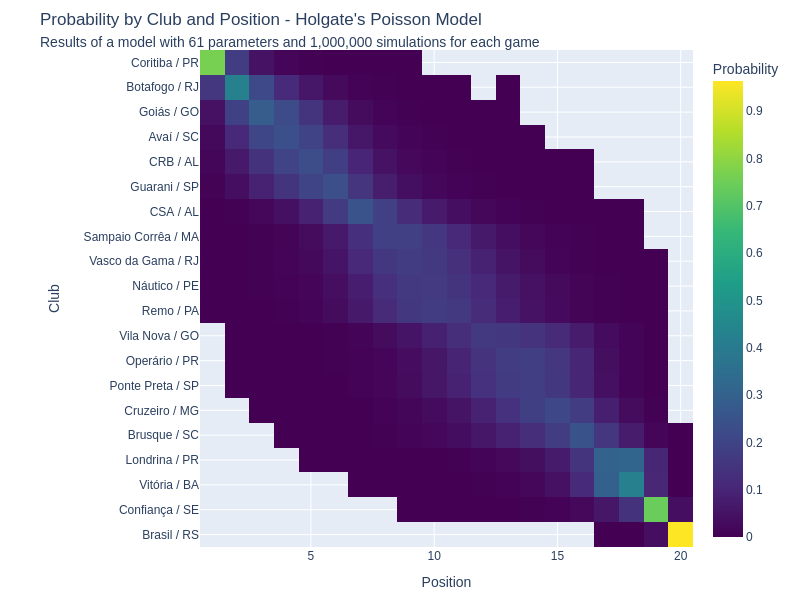 Probability by Club and Position - Holgate's Poisson Model
Results of a model with 61 parameters and 1,000,000 simulations for each game
Probability
Coritiba / PR
Botafogo / RJ
Goiás / GO
Avaí / SC
CRB / AL
Guarani / SP
CSA / AL
Sampaio Corrêa / MA
Vasco da Gama / RJ
Náutico / PE
Remo / PA
Vila Nova / GO
Operário / PR
Ponte Preta / SP
Cruzeiro / MG
Brusque / SC
Londrina / PR
Vitória / BA
Confiança / SE
Brasil / RS
Club
5 10 15 20
Position
0.9
0.8
0.7
0.6
0.5
0.4
0.3
0.2
0.1
0